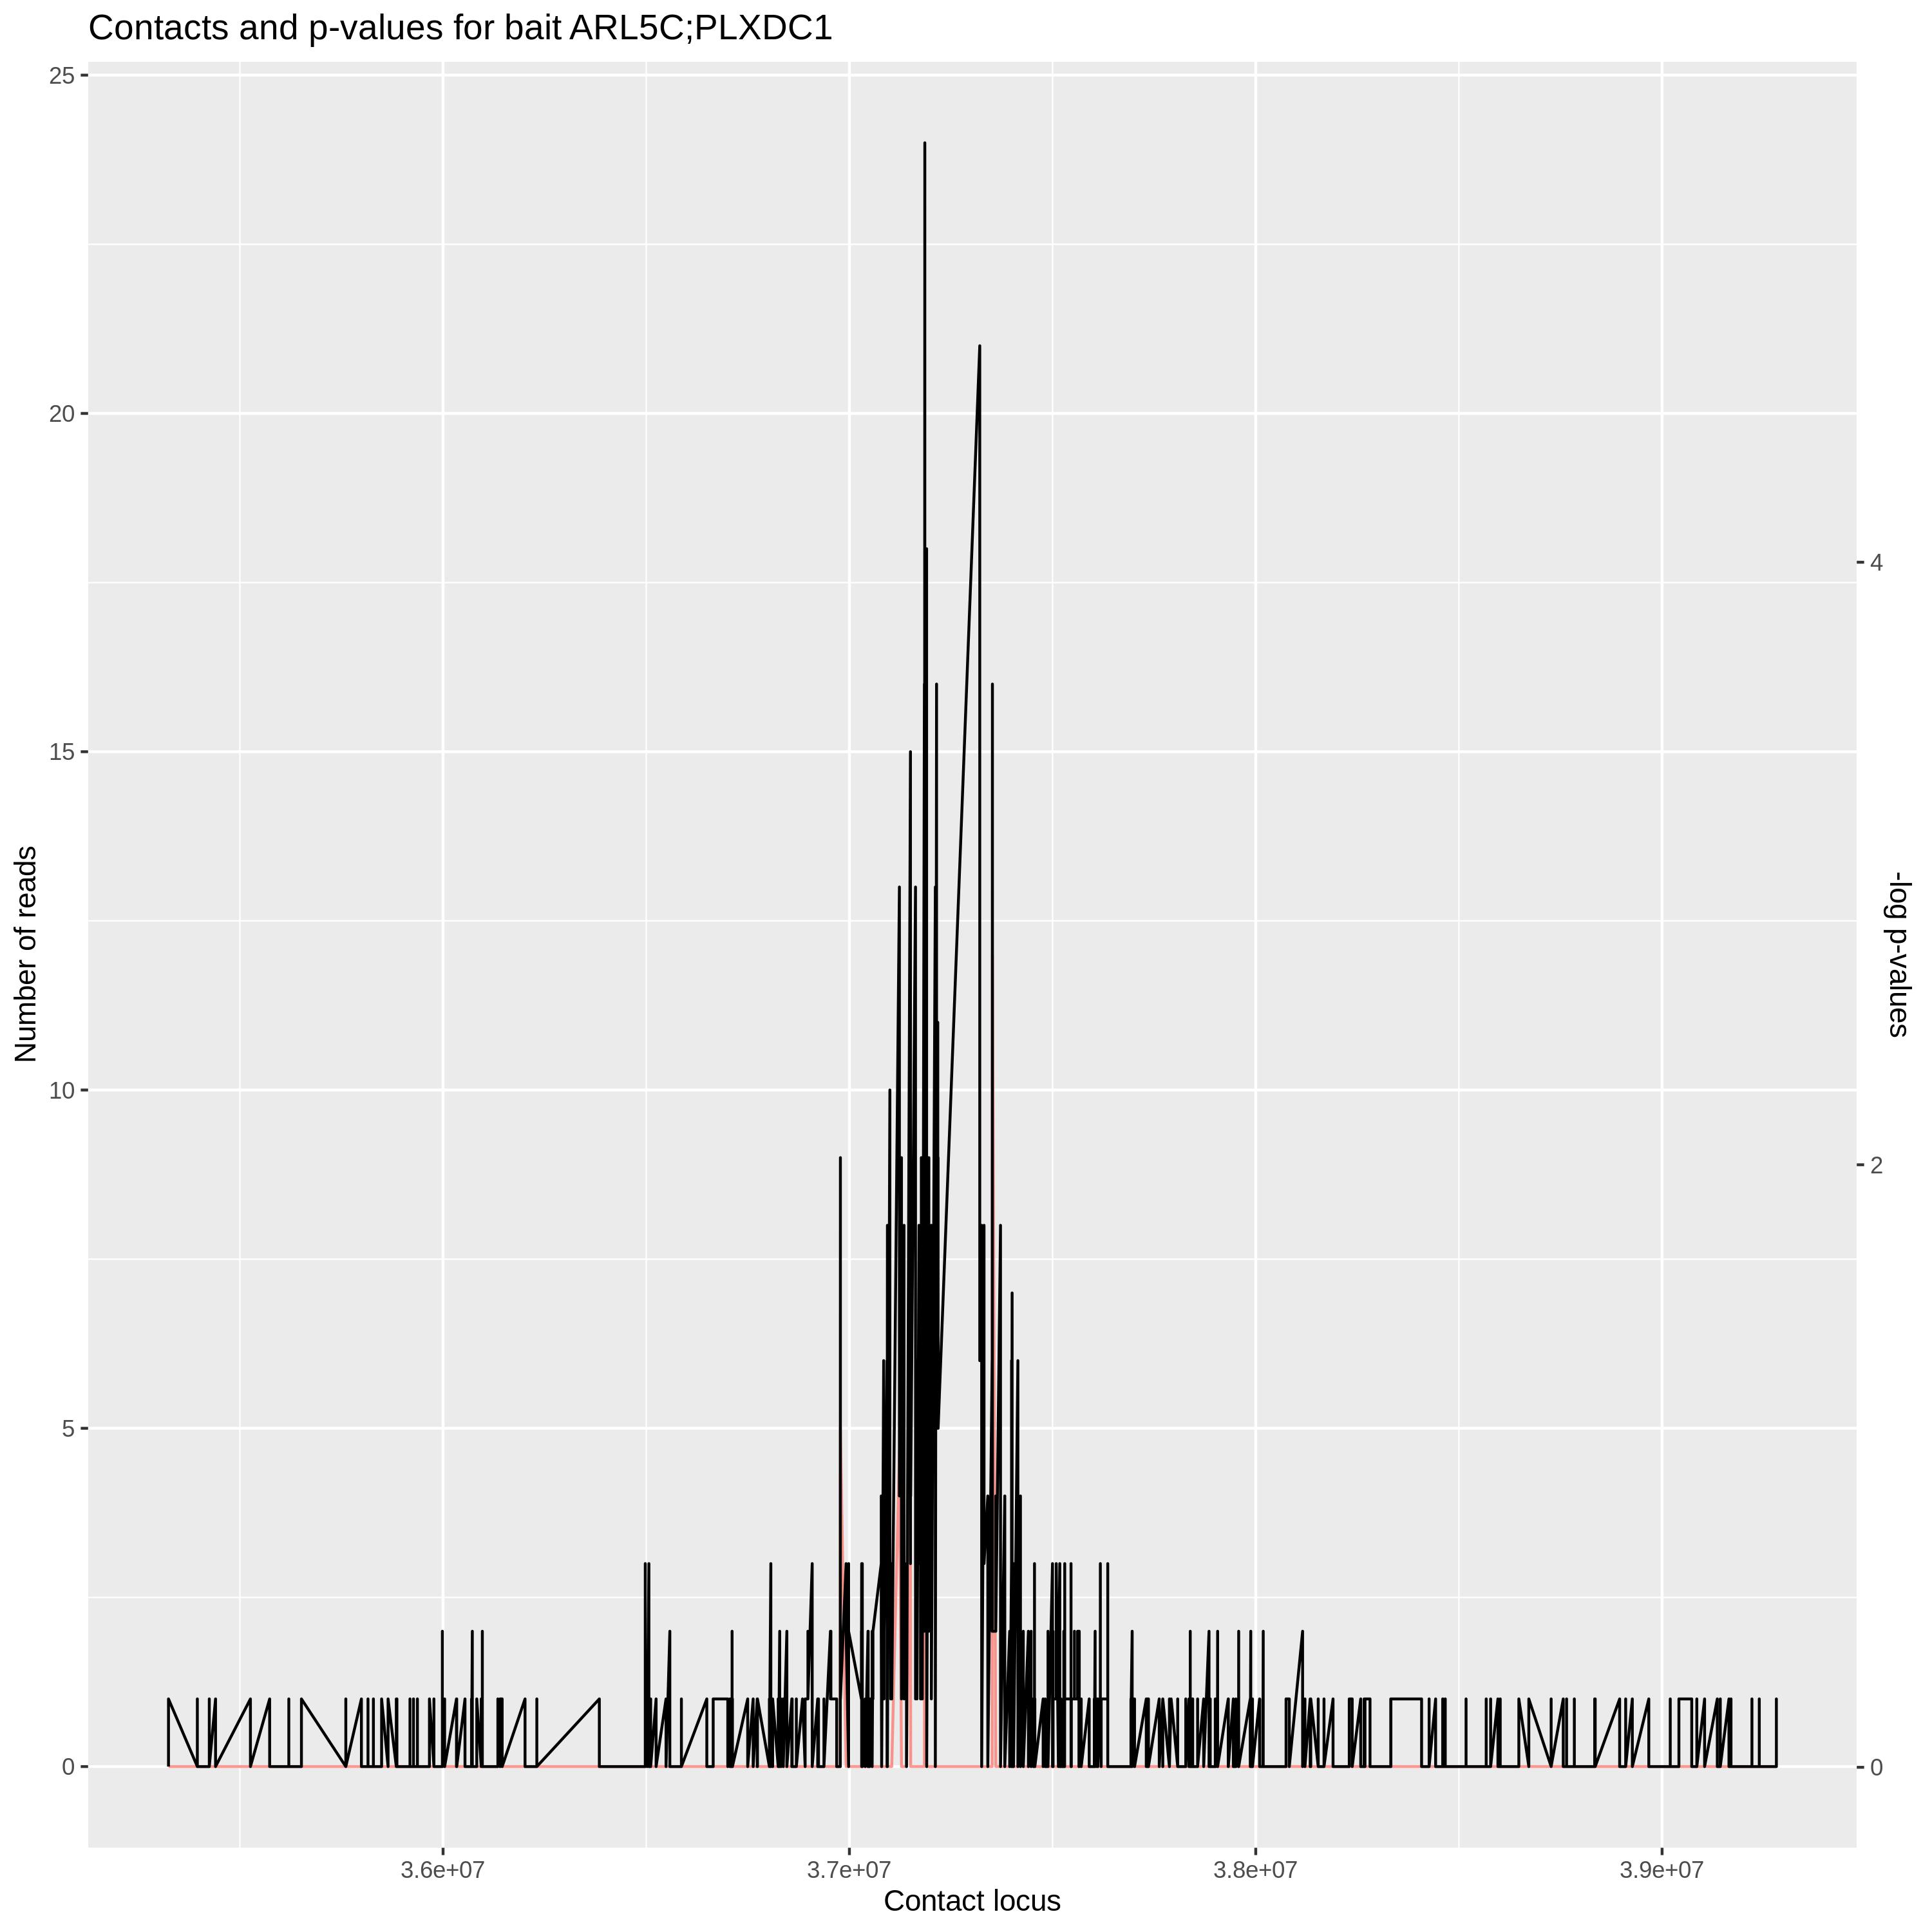 Contacts and p-values for bait ARL5C;PLXDC1
25
20
15
10
5
0
Number of reads
4
2
0
-log p-values
3.6e+07
3.7e+07
3.8e+07
3.9e+07
Contact locus